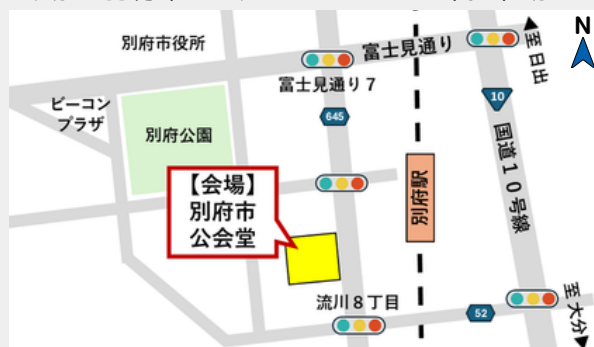 別府市役所
富士見通り
▲至日出
N
富士見通り７
ビーコン
プラザ
別府公園
645
10
国道１０号線
【会場】
別府市
公会堂
別府駅
流川８丁目
52
至大分▼